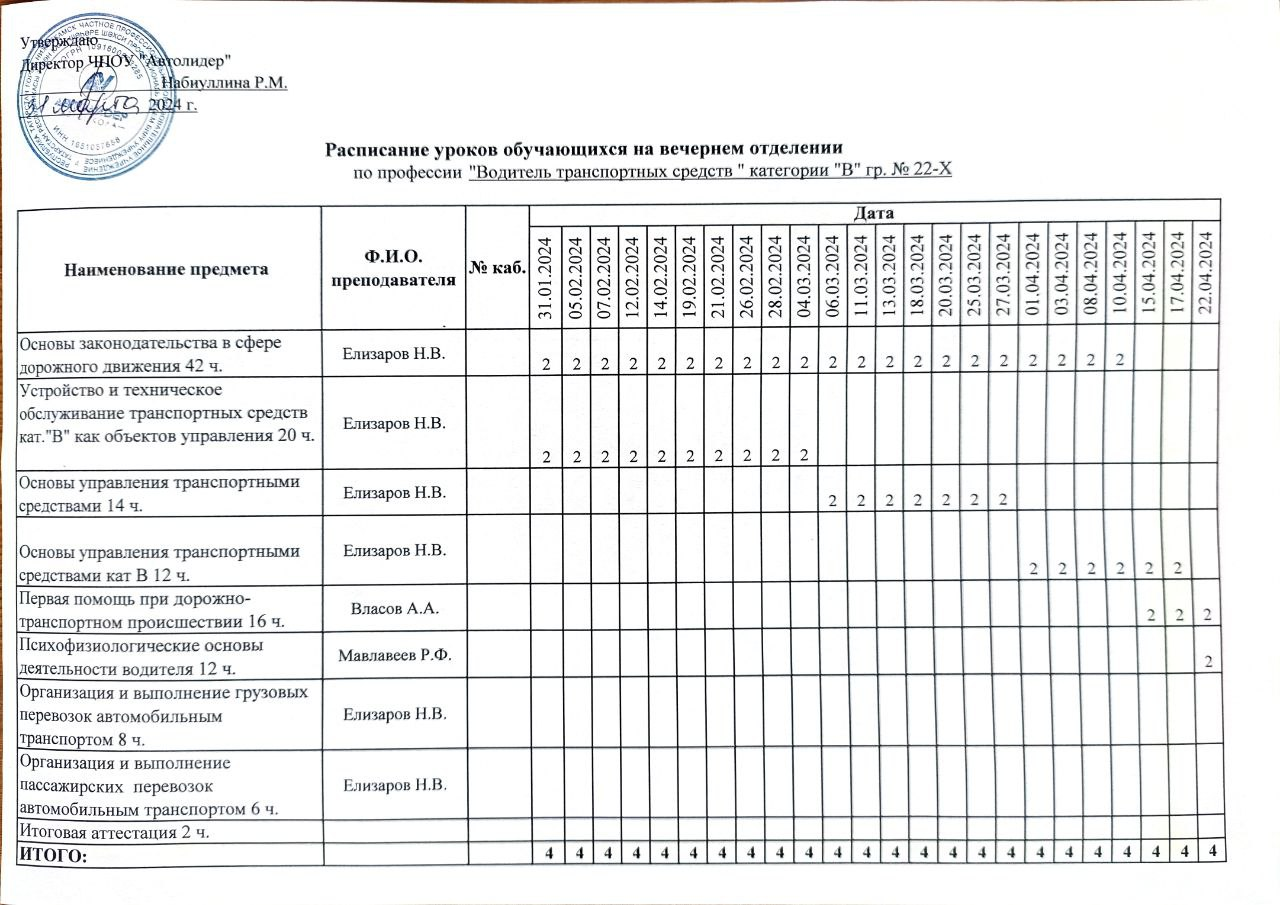 Утверждаю
Директор ЧПОУ "Автолидер"
Набиуллина Р.М.
31 марта 2024 г.
Расписание уроков обучающихся на вечернем отделении
по профессии "Водитель транспортных средств " категории "В" гр. № 22-Х
Наименование предмета
Ф.И.О.
преподавателя
№ каб.
Дата
31.01.2024 05.02.2024 07.02.2024 12.02.2024 14.02.2024 19.02.2024 21.02.2024 26.02.2024 28.02.2024 04.03.2024 06.03.2024 11.03.2024 13.03.2024 18.03.2024 20.03.2024 25.03.2024 27.03.2024 01.04.2024 03.04.2024 08.04.2024 10.04.2024 15.04.2024 17.04.2024 22.04.2024
Основы законодательства в сфере
дорожного движения 42 ч.
Елизаров Н.В.
2 2 2 2 2 2 2 2 2 2 2 2 2 2 2 2 2 2 2 2 2
Устройство и техническое
обслуживание транспортных средств
кат."В" как объектов управления 20 ч.
Елизаров Н.В.
2 2 2 2 2 2 2 2 2 2
Основы управления транспортными
средствами 14 ч.
Елизаров Н.В.
2 2 2 2 2 2 2
Основы управления транспортными
средствами кат В 12 ч.
Елизаров Н.В.
2 2 2 2 2 2
Первая помощь при дорожно-
транспортном происшествии 16 ч.
Власов А.А.
2 2 2
Психофизиологические основы
деятельности водителя 12 ч.
Мавлавеев Р.Ф.
2
Организация и выполнение грузовых
перевозок автомобильным
транспортом 8 ч.
Елизаров Н.В.
Организация и выполнение
пассажирских перевозок
автомобильным транспортом 6 ч.
Елизаров Н.В.
Итоговая аттестация 2 ч.
ИТОГО:
4 4 4 4 4 4 4 4 4 4 4 4 4 4 4 4 4 4 4 4 4 4 4 4